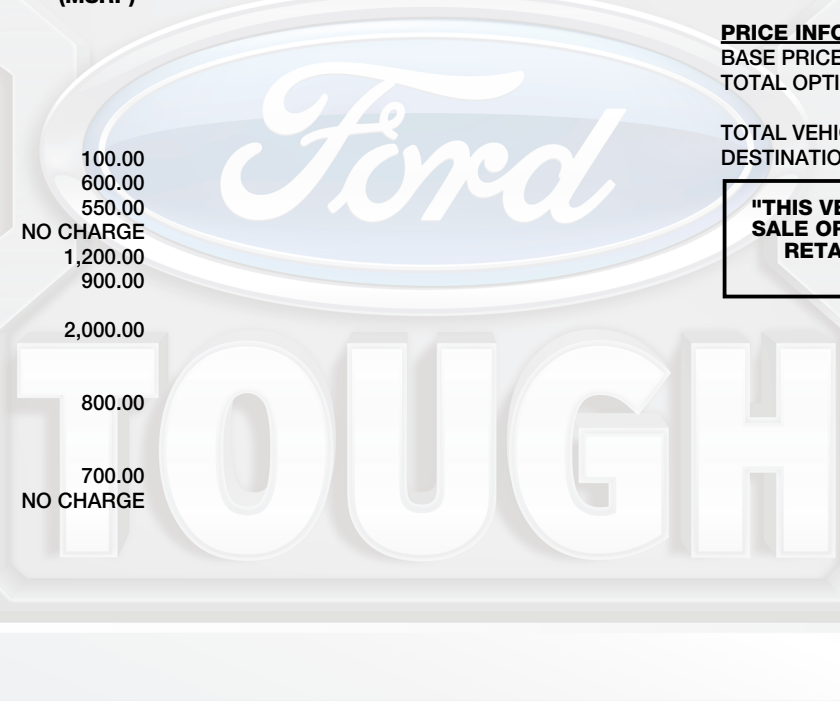 (MSRP)
100.00
600.00
550.00
NO CHARGE
1,200.00
900.00
2,000.00
800.00
700.00
NO CHARGE
Ford
TOUGH
PRICE INFO
BASE PRICE
TOTAL OPTI
TOTAL VEHI
DESTINATIO
"THIS VE
SALE OR
RETA